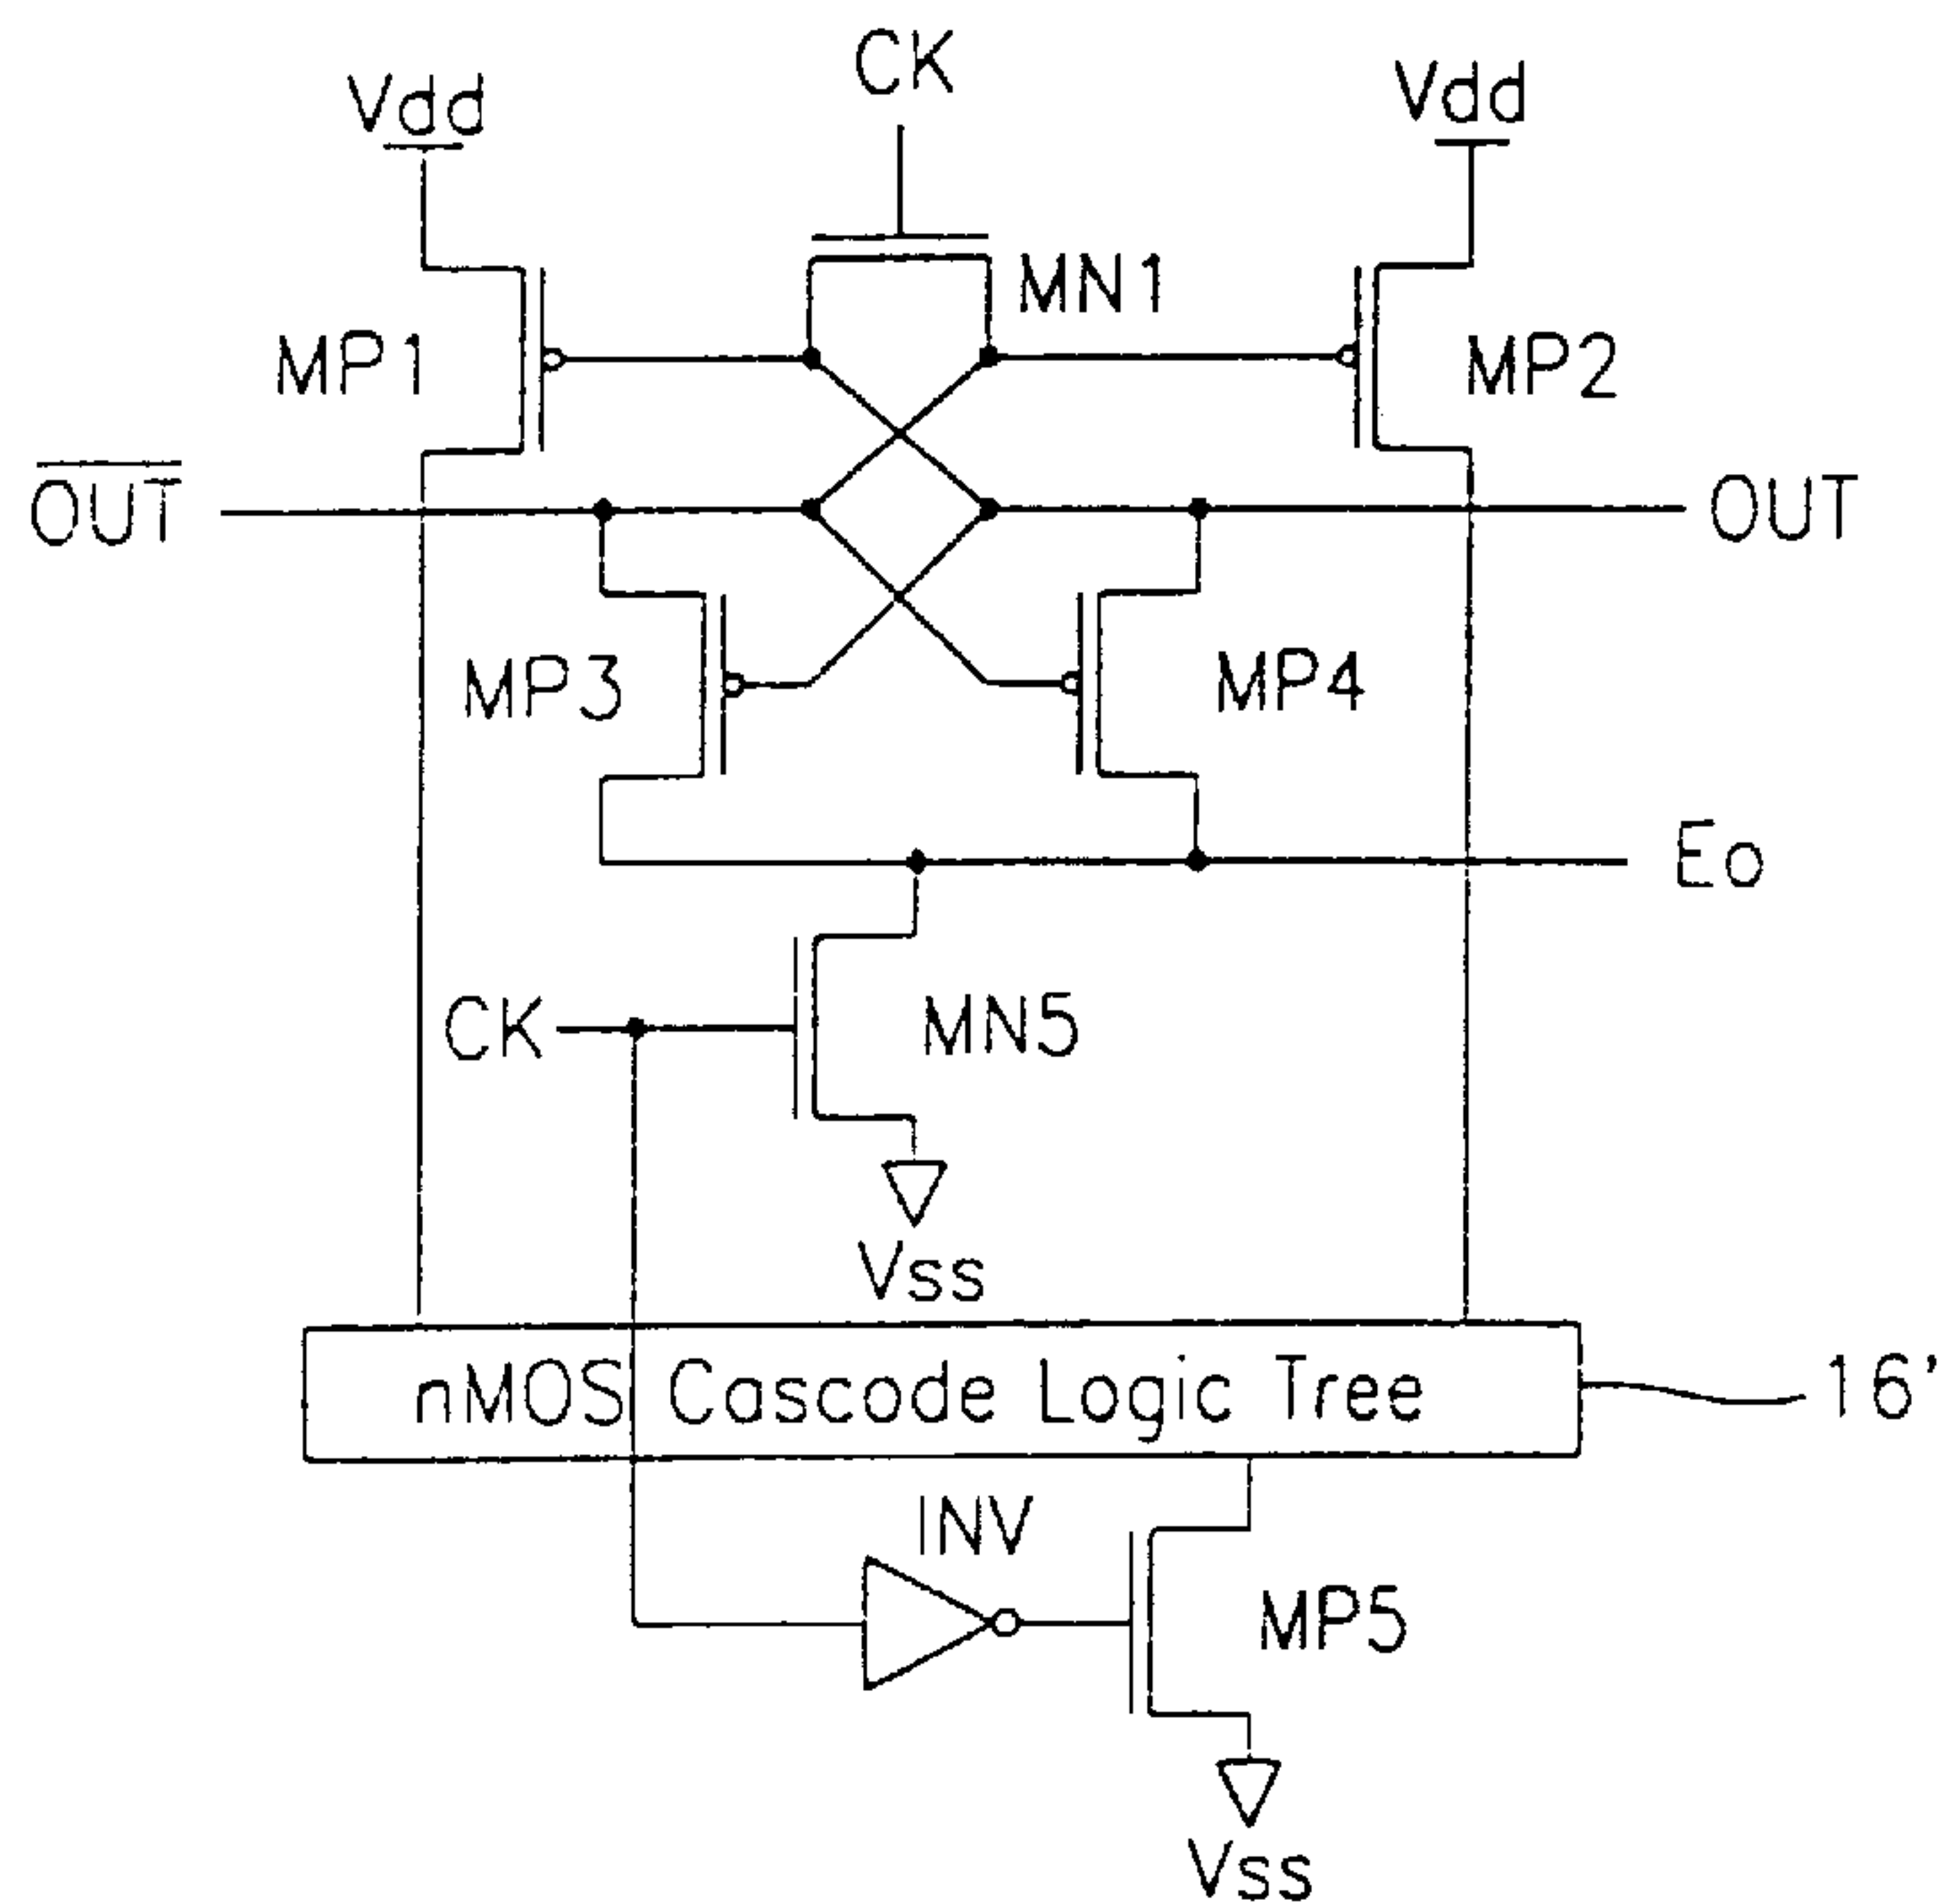 CK
Vdd
Vdd
MN1
MP1
MP2
OUT
OUT
MP3
MP4
Eo
CK
MN5
Vss
nMOS Cascode Logic Tree
16'
INV
MP5
Vss